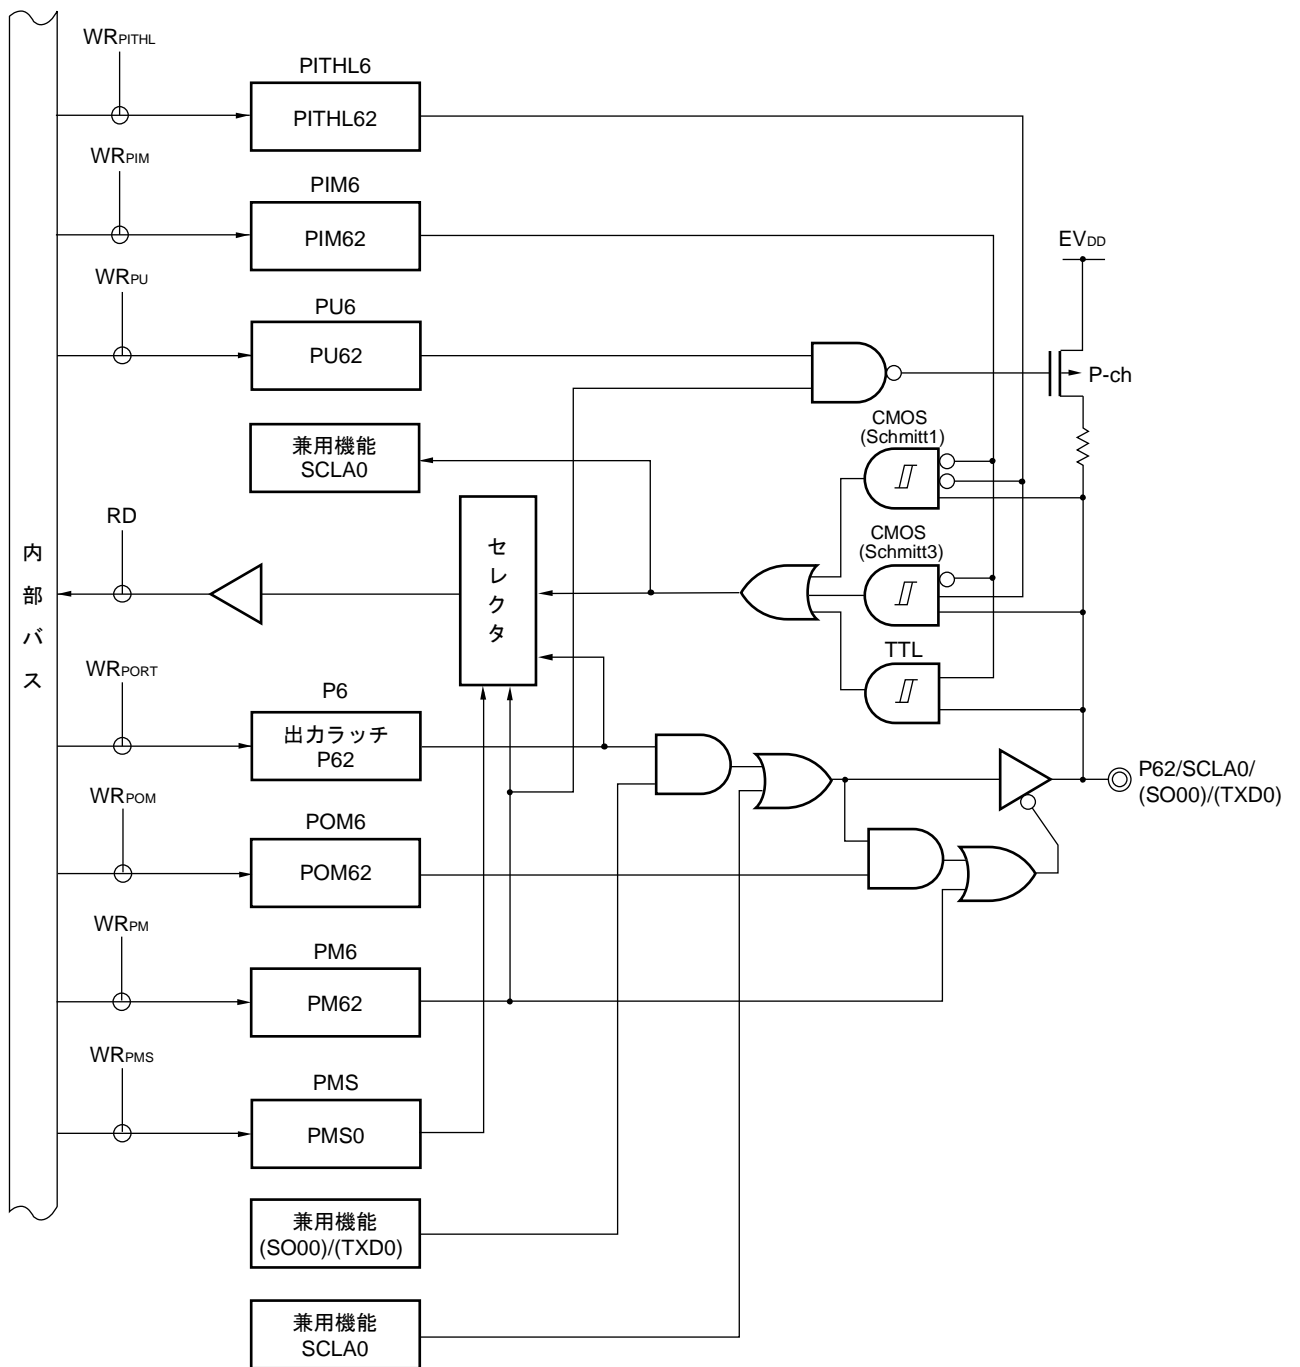 WRPITHL
PITHL6
PITHL62
WRPIM
PIM6
PIM62
EVDD
WRPU
PU6
PU62
P-ch
兼用機能
SCLA0
CMOS
(Schmitt1)
RD
セレクタ
CMOS
(Schmitt3)
内部バス
TTL
WRPORT
P6
出力ラッチ
P62
P62/SCLA0/
(SO00)/(TXD0)
WRPOM
POM6
POM62
WRPM
PM6
PM62
WRPMS
PMS
PMS0
兼用機能
(SO00)/(TXD0)
兼用機能
SCLA0